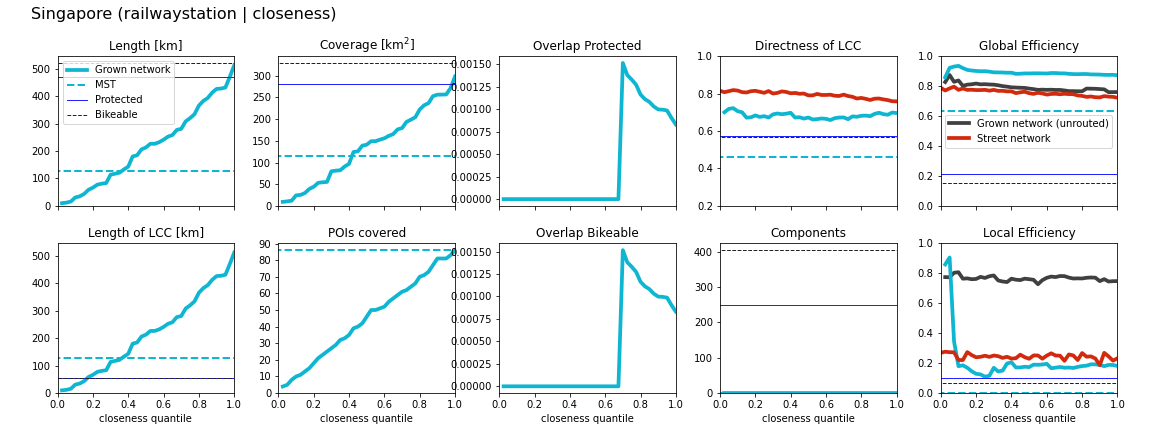 Singapore (railwaystation | closeness)
Length [km]
500
400
300
200
100
0
Grown network
MST
Protected
Bikeable
Coverage [km²]
300
250
200
150
100
50
0
Overlap Protected
0.00150
0.00125
0.00100
0.00075
0.00050
0.00025
0.00000
Directness of LCC
1.0
0.8
0.6
0.4
0.2
Global Efficiency
1.0
0.8
0.6
0.4
0.2
0.0
Grown network (unrouted)
Street network
Length of LCC [km]
500
400
300
200
100
0
0.0 0.2 0.4 0.6 0.8 1.0
closeness quantile
POIs covered
90
80
70
60
50
40
30
20
10
0
0.0 0.2 0.4 0.6 0.8 1.0
closeness quantile
Overlap Bikeable
0.00150
0.00125
0.00100
0.00075
0.00050
0.00025
0.00000
0.0 0.2 0.4 0.6 0.8 1.0
closeness quantile
Components
400
300
200
100
0
0.0 0.2 0.4 0.6 0.8 1.0
closeness quantile
Local Efficiency
1.0
0.8
0.6
0.4
0.2
0.0
0.0 0.2 0.4 0.6 0.8 1.0
closeness quantile